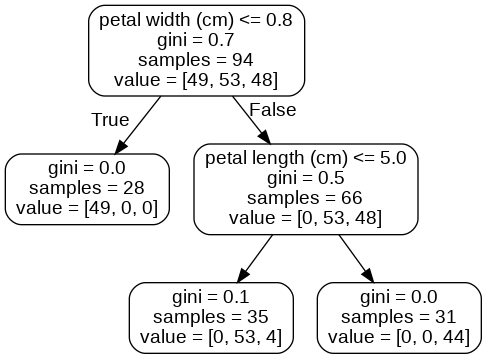 petal width (cm) <= 0.8
gini = 0.7
samples = 94
value = [49, 53, 48]
True
False
gini = 0.0
samples = 28
value = [49, 0, 0]
petal length (cm) <= 5.0
gini = 0.5
samples = 66
value = [0, 53, 48]
gini = 0.1
samples = 35
value = [0, 53, 4]
gini = 0.0
samples = 31
value = [0, 0, 44]